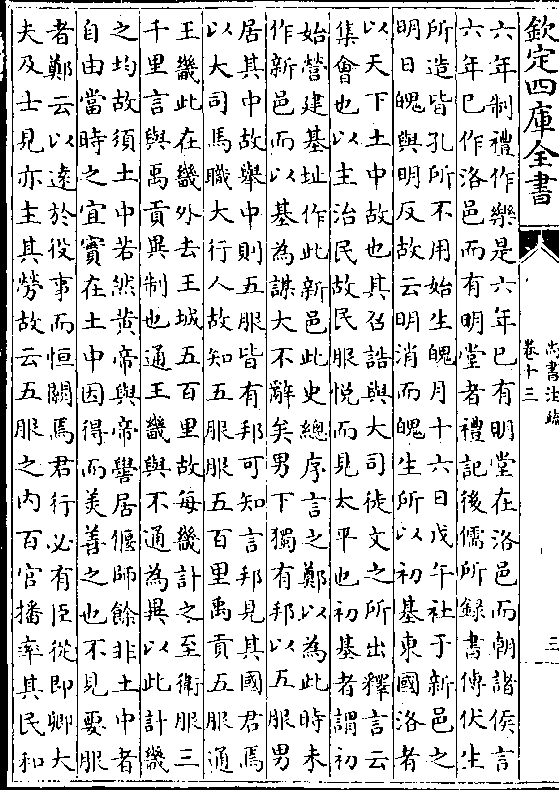 欽定四庫全書
尚書注疏
卷十三
三
六年制禮作樂是六年已有明堂在洛邑而朝諸侯言
六年已作洛邑而有明堂者禮記後儒所録書傳伏生
所造皆孔所不用始生魄月十六日戊午社于新邑之
明日魄與明反故云明消而魄生所以初基東國洛者
以天下土中故也其召誥與大司徒文之所出釋言云
集會也以主治民故民服悦而見太平也初基者謂初
始營建基址作此新邑此史總序言之鄭以為此時未
作新邑而以基為謀大不辭矣男下獨有邦以五服男
居其中故舉中則五服皆有邦可知言邦見其國君焉
以大司馬職大行人故知五服服五百里禹貢五服通
王畿此在畿外去王城五百里故每畿計之至衛服三
千里言與禹貢異制也通王畿與不通為異以此計畿
之均故須土中若然黄帝與帝嚳居偃師餘非土中者
自由當時之宜實在土中因得而美善之也不見要服
者鄭云以逺於役事而恒闕焉君行必有臣從即卿大
夫及士見亦主其勞故云五服之内百官播率其民和